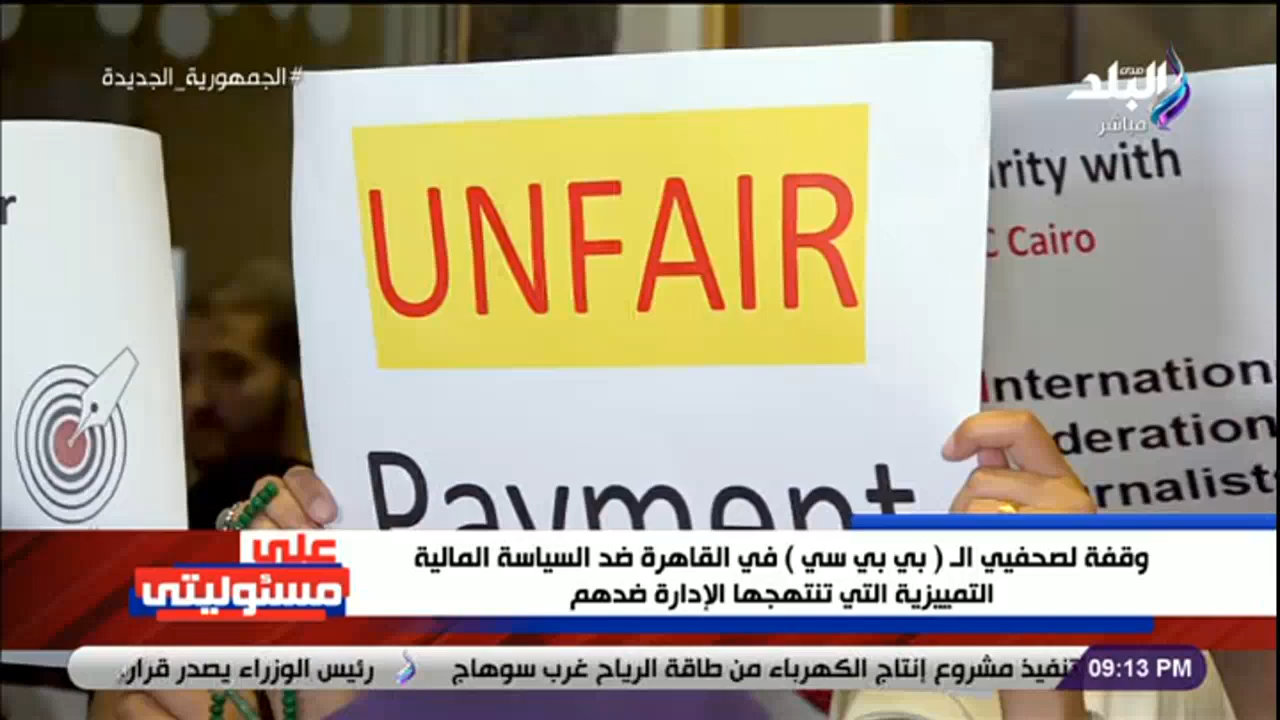 #الجمهورية_الجديدة
صدى
البلد
مباشر
UNFAIR
Payment
rity with
C Cairo
International
deration
rnalist
r
على
مسئوليتي
وقفة لصحفيي الـ ( بي بي سي ) في القاهرة ضد السياسة المالية
التمييزية التي تنتهجها الإدارة ضدهم
تنفيذ مشروع إنتاج الكهرباء من طاقة الرياح غرب سوهاج
رئيس الوزراء يصدر قرار
09:13 PM